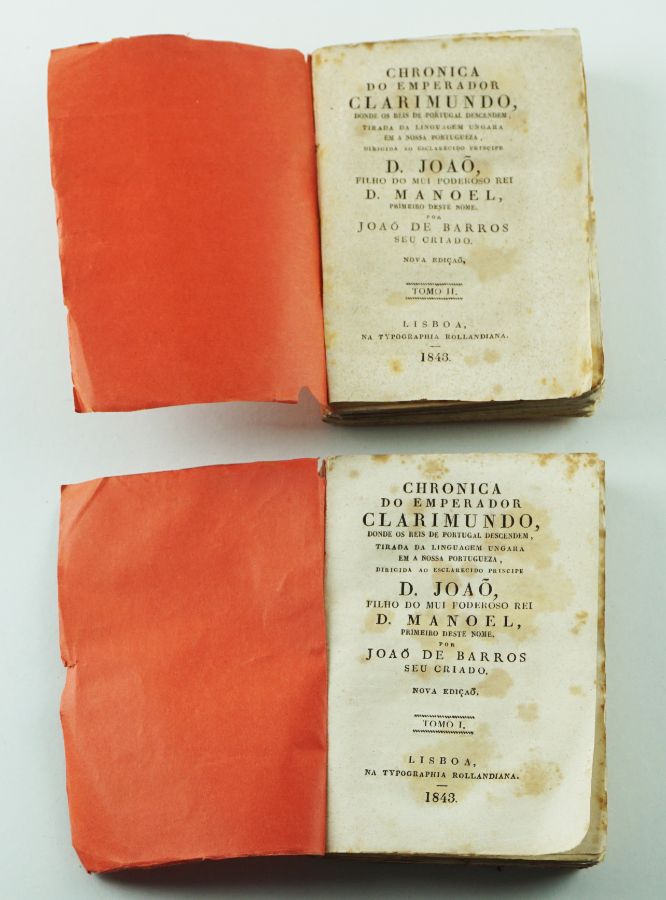 CHRONICA
DO EMPERADOR
CLARIMUNDO,
DONDE OS REIS DE PORTUGAL DESCENDEM,
TIRADA DA LINGUAGEM UNGARA
EM A NOSSA PORTUGUEZA,
DIRIGIDA AO ESCLARECIDO PRINCIPE
D. JOAÕ,
FILHO DO MUI PODEROSO REI
D. MANOEL,
PRIMEIRO DESTE NOME.
POR
JOAÕ DE BARROS
SEU CRIADO.
NOVA EDIÇAÕ,
TOMO II.
LISBOA,
NA TYPOGRAPHIA ROLLANDIANA.
1843.
CHRONICA
DO EMPERADOR
CLARIMUNDO,
DONDE OS REIS DE PORTUGAL DESCENDEM,
TIRADA DA LINGUAGEM UNGARA
EM A NOSSA PORTUGUEZA,
DIRIGIDA AO ESCLARECIDO PRINCIPE
D. JOAÕ,
FILHO DO MUI PODEROSO REI
D. MANOEL,
PRIMEIRO DESTE NOME.
POR
JOAÕ DE BARROS
SEU CRIADO.
NOVA EDIÇAÕ.
TOMO I.
LISBOA,
NA TYPOGRAPHIA ROLLANDIANA.
1843.